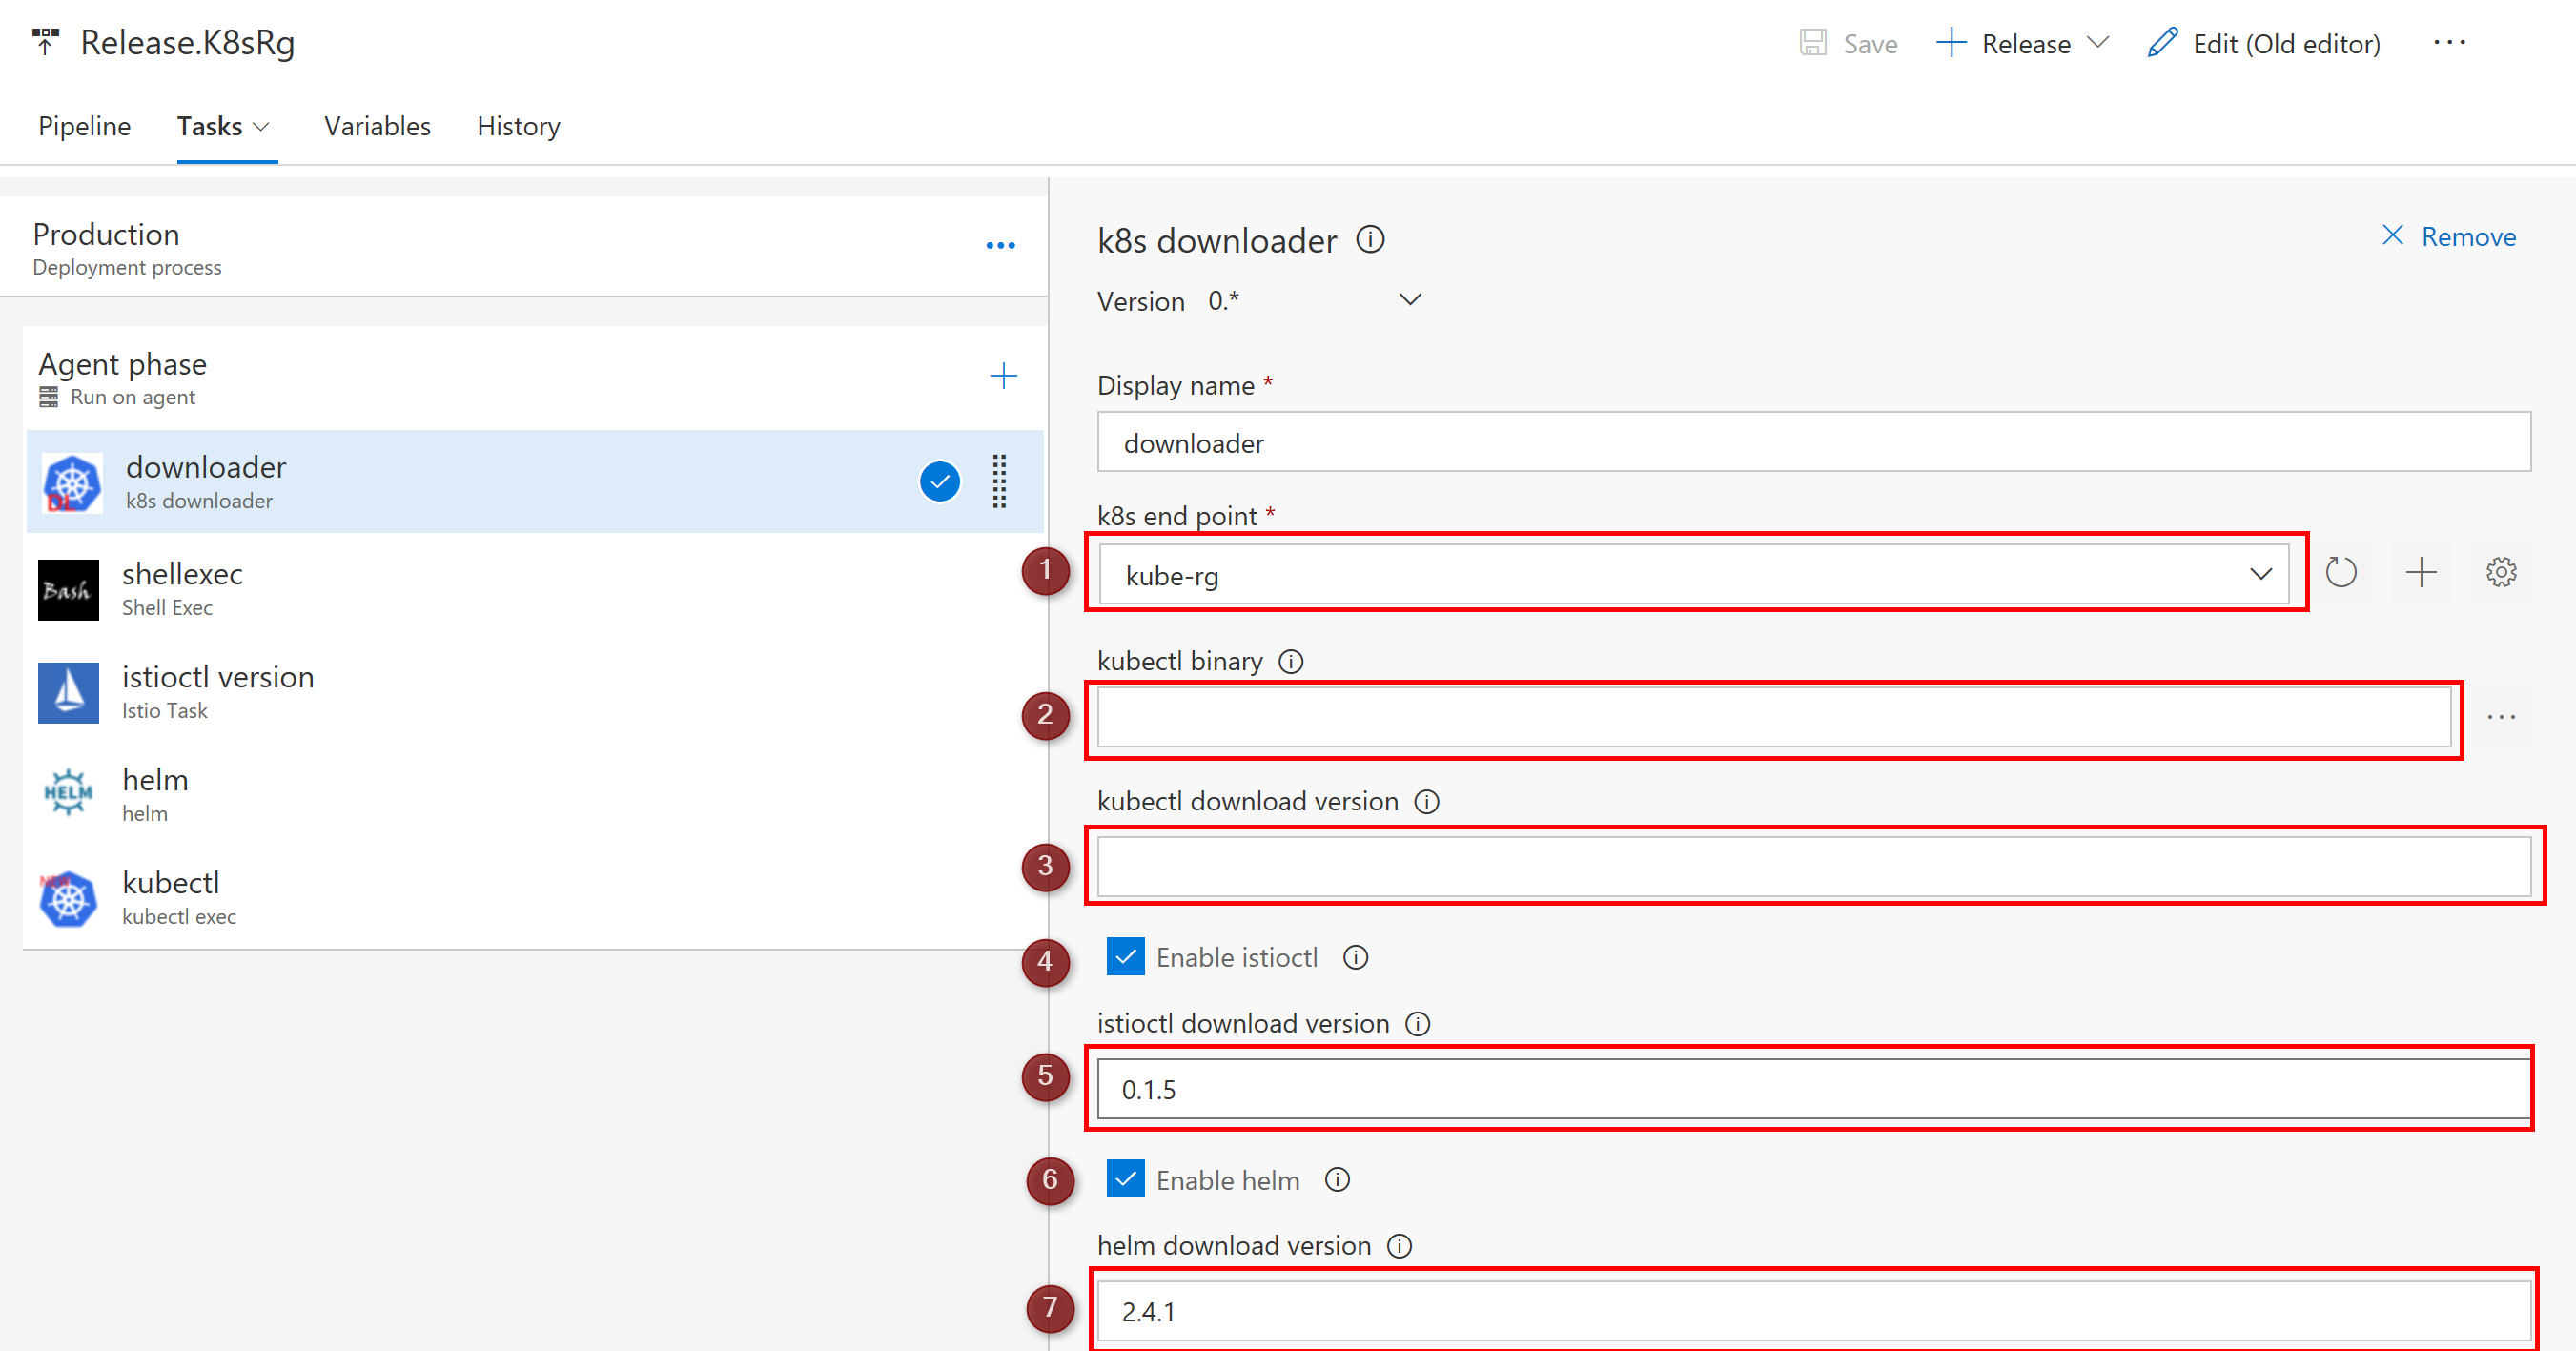 Release.K8sRg
Save
Release
Edit (Old editor)
Pipeline
Tasks
Variables
History
Production
Deployment process
Agent phase
Run on agent
DL
downloader
k8s downloader
Bash
shellexec
Shell Exec
istioctl version
Istio Task
HELM
helm
helm
NEW
kubectl
kubectl exec
k8s downloader
Remove
Version 0.*
Display name *
downloader
k8s end point *
1
kube-rg
kubectl binary
2
kubectl download version
3
4
Enable istioctl
istioctl download version
5
0.1.5
6
Enable helm
helm download version
7
2.4.1